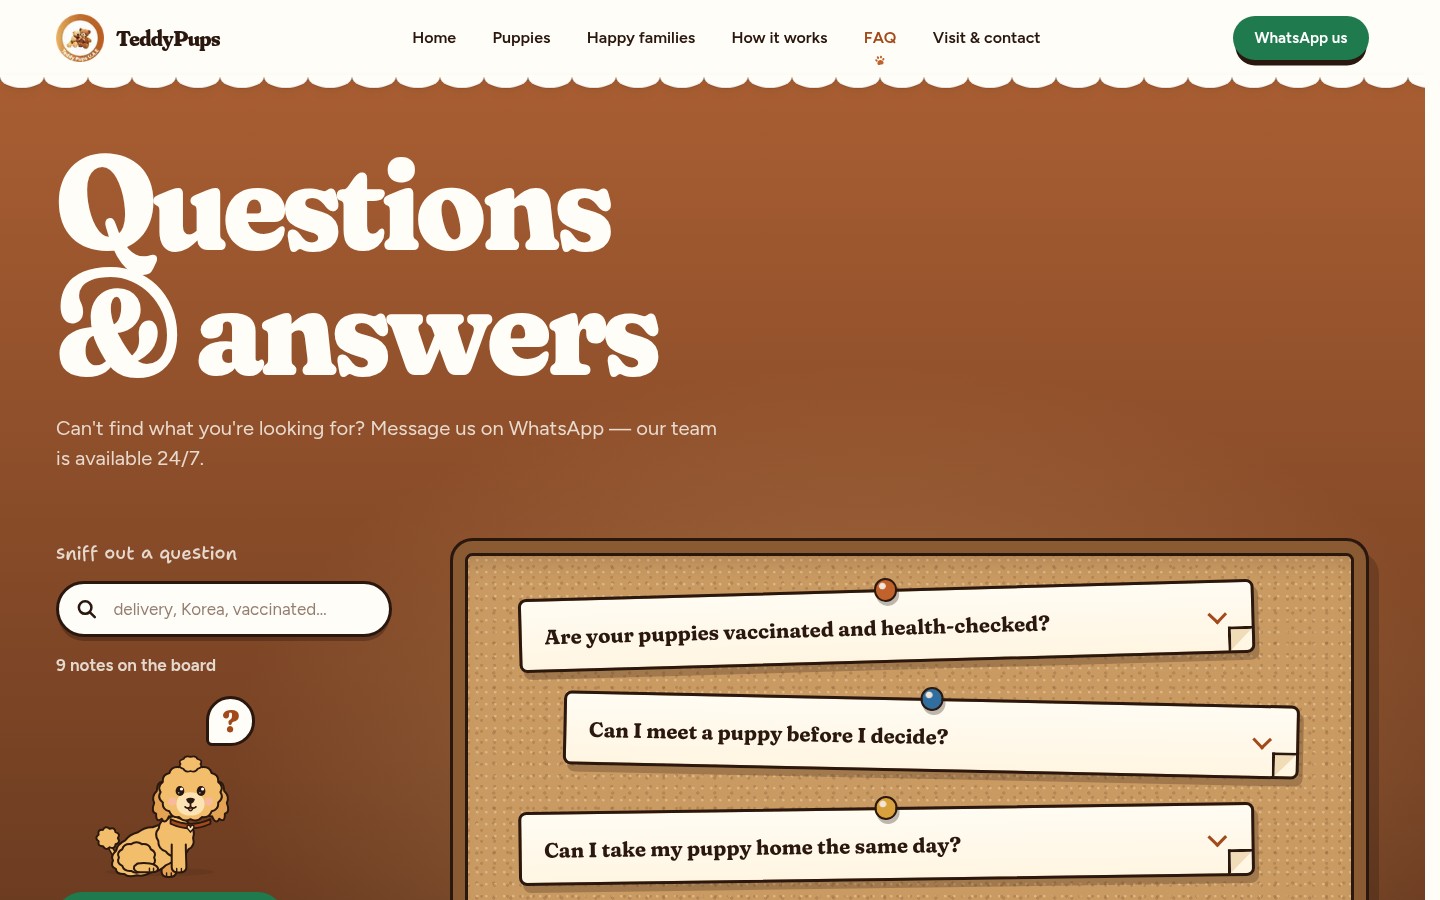 TeddyPups
Home
Puppies
Happy families
How it works
FAQ
Visit & contact
WhatsApp us
Questions
& answers
Can't find what you're looking for? Message us on WhatsApp — our team
is available 24/7.
sniff out a question
delivery, Korea, vaccinated...
9 notes on the board
?
Are your puppies vaccinated and health-checked?
Can I meet a puppy before I decide?
Can I take my puppy home the same day?